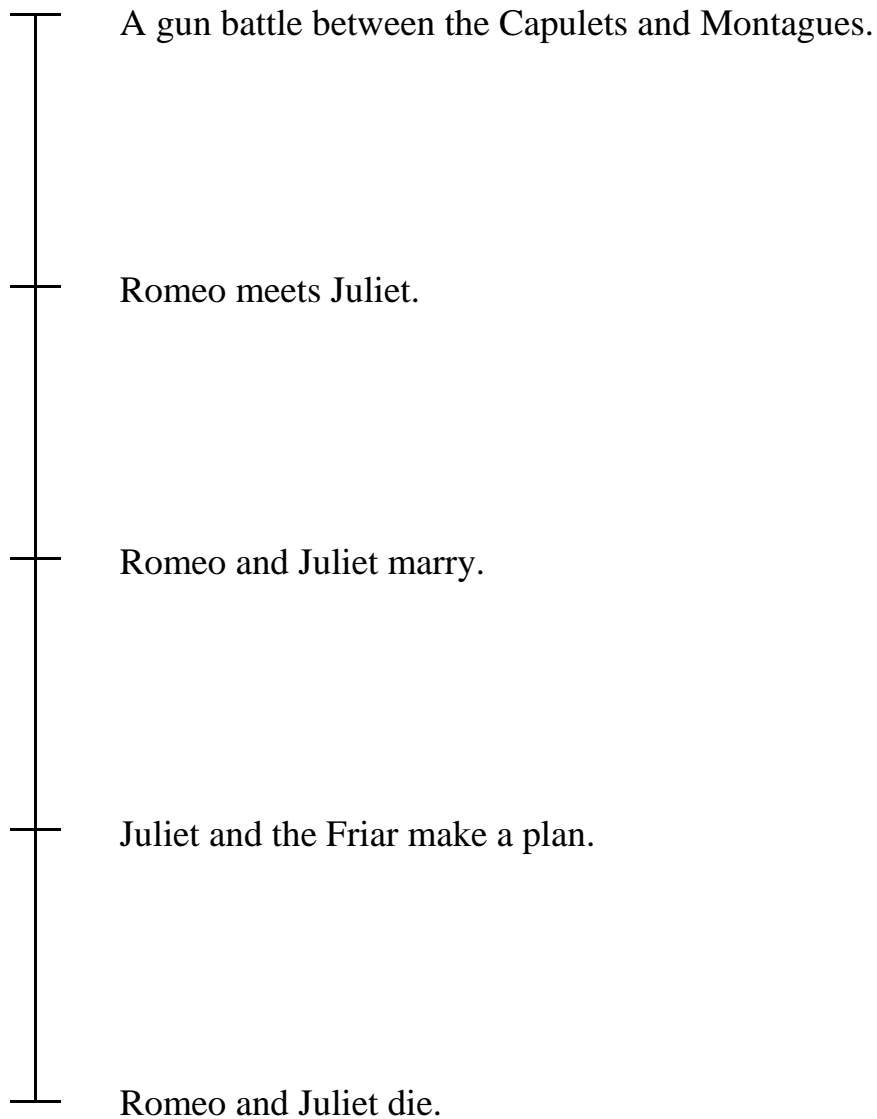 A gun battle between the Capulets and Montagues.
Romeo meets Juliet.
Romeo and Juliet marry.
Juliet and the Friar make a plan.
Romeo and Juliet die.